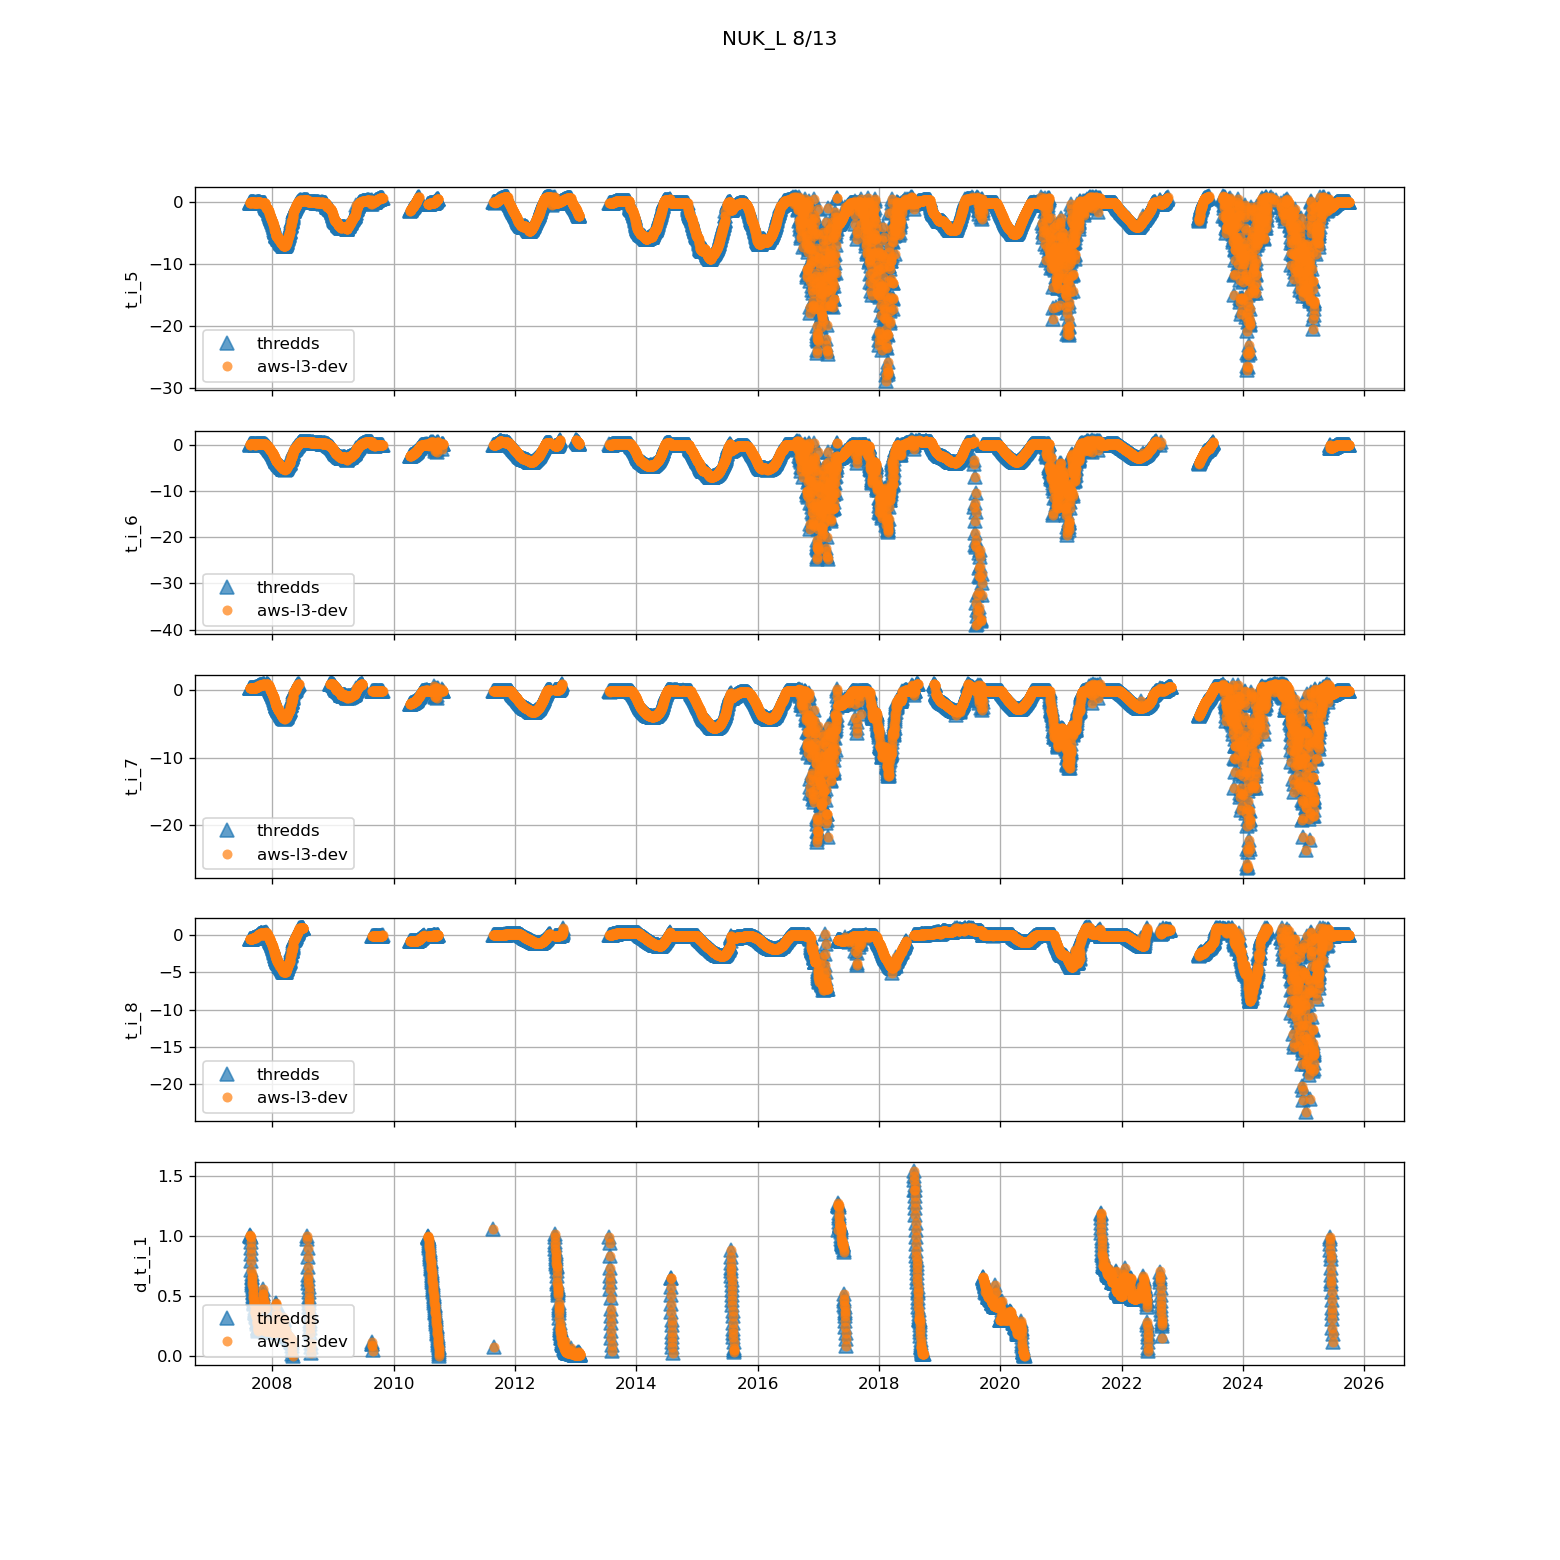 NUK_L 8/13
0
−10
−20
−30
t_i_5
thredds
aws-l3-dev
0
−10
−20
−30
−40
t_i_6
thredds
aws-l3-dev
0
−10
−20
t_i_7
thredds
aws-l3-dev
0
−5
−10
−15
−20
t_i_8
thredds
aws-l3-dev
1.5
1.0
0.5
0.0
d_t_i_1
thredds
aws-l3-dev
2008 2010 2012 2014 2016 2018 2020 2022 2024 2026